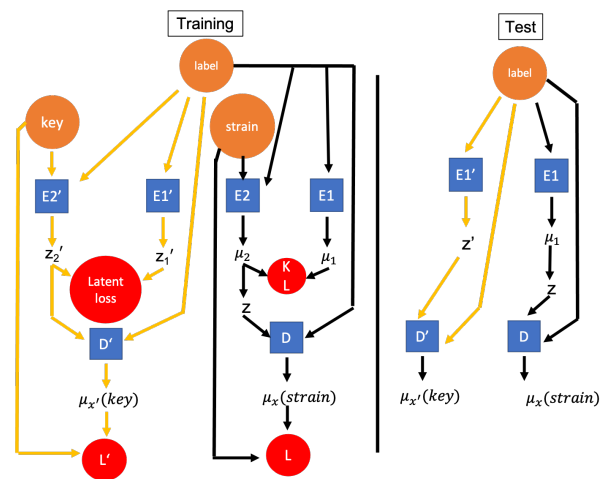 Training
Test
label
label
key
strain
E2’
E1’
E2
E1
E1’
E1
z₂′
z₁′
μ₂
μ₁
z'
μ₁
Latent
loss
K
L
z
z
D’
D
D’
D
μₓ′(key)
μₓ(strain)
μₓ′(key)
μₓ(strain)
L’
L